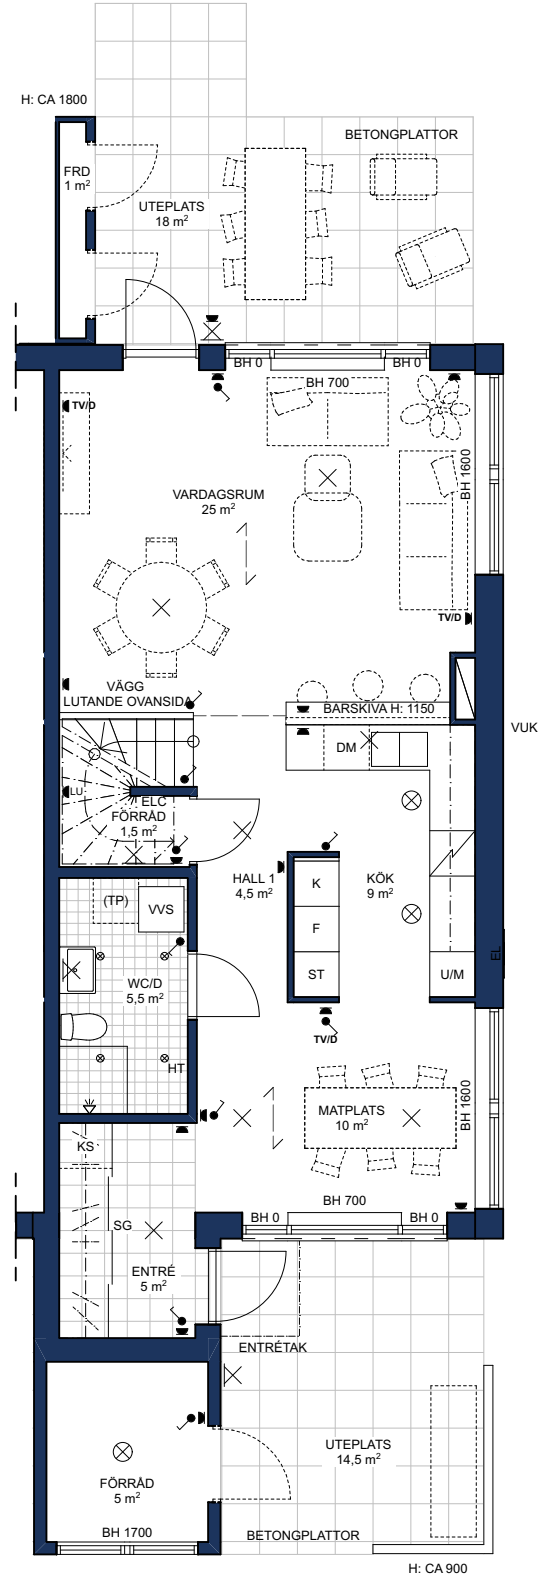 H: CA 1800
BETONGPLATTOR
FRD
1 m²
UTEPLATS
18 m²
BH 0
BH 0
BH 700
TV/D
BH 1600
VARDAGSRUM
25 m²
TV/D
VÄGG
LUTANDE OVANSIDA
BARSKIVA H: 1150
VUK
DM
LU
ELC
FÖRRÅD
1,5 m²
HALL 1
4,5 m²
K
KÖK
9 m²
(TP)
VVS
F
EL
ST
U/M
WC/D
5,5 m²
TV/D
HT
BH 1600
MATPLATS
10 m²
KS
BH 700
SG
BH 0
BH 0
ENTRÉ
5 m²
ENTRÉTAK
UTEPLATS
14,5 m²
FÖRRÅD
5 m²
BH 1700
BETONGPLATTOR
H: CA 900